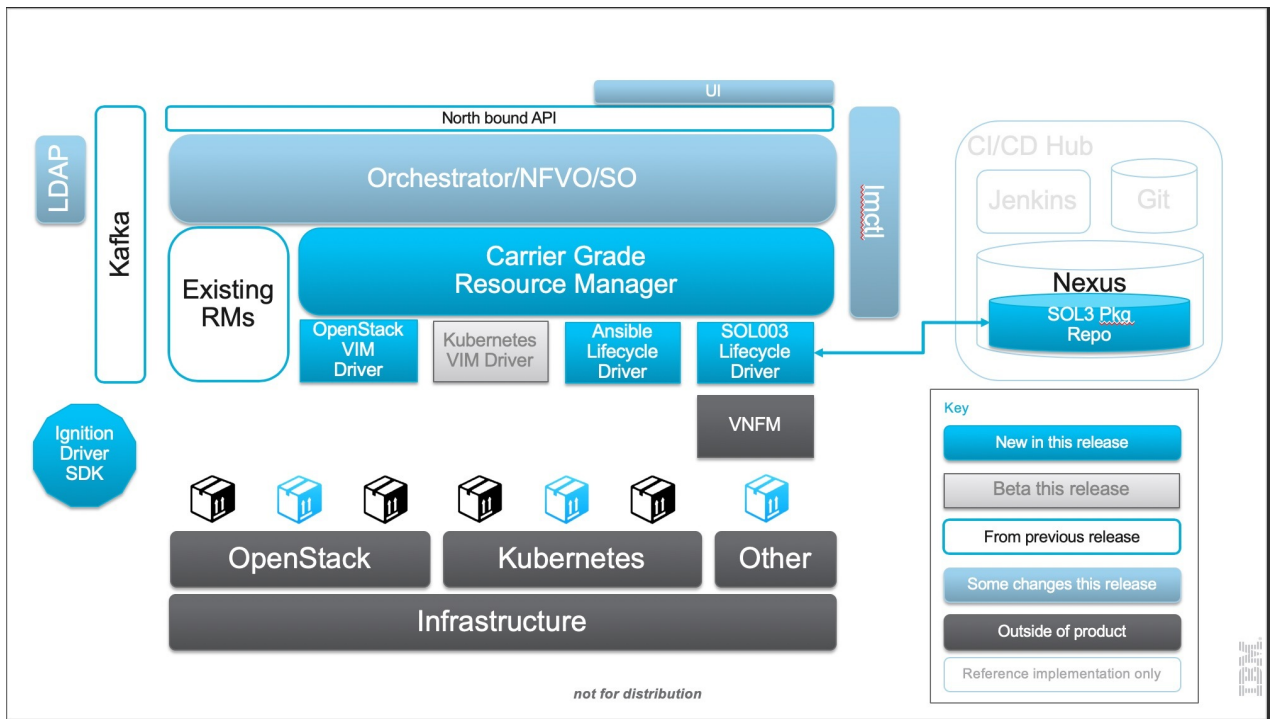 UI
North bound API
LDAP
Kafka
Orchestrator/NFVO/SO
lmctl
Existing
RMs
Carrier Grade
Resource Manager
OpenStack
VIM
Driver
Kubernetes
VIM Driver
Ansible
Lifecycle
Driver
SOL003
Lifecycle
Driver
VNFM
Ignition
Driver
SDK
OpenStack
Kubernetes
Other
Infrastructure
CI/CD Hub
Jenkins
Git
Nexus
SOL3 Pkg
Repo
Key
New in this release
Beta this release
From previous release
Some changes this release
Outside of product
Reference implementation only
not for distribution
IBM